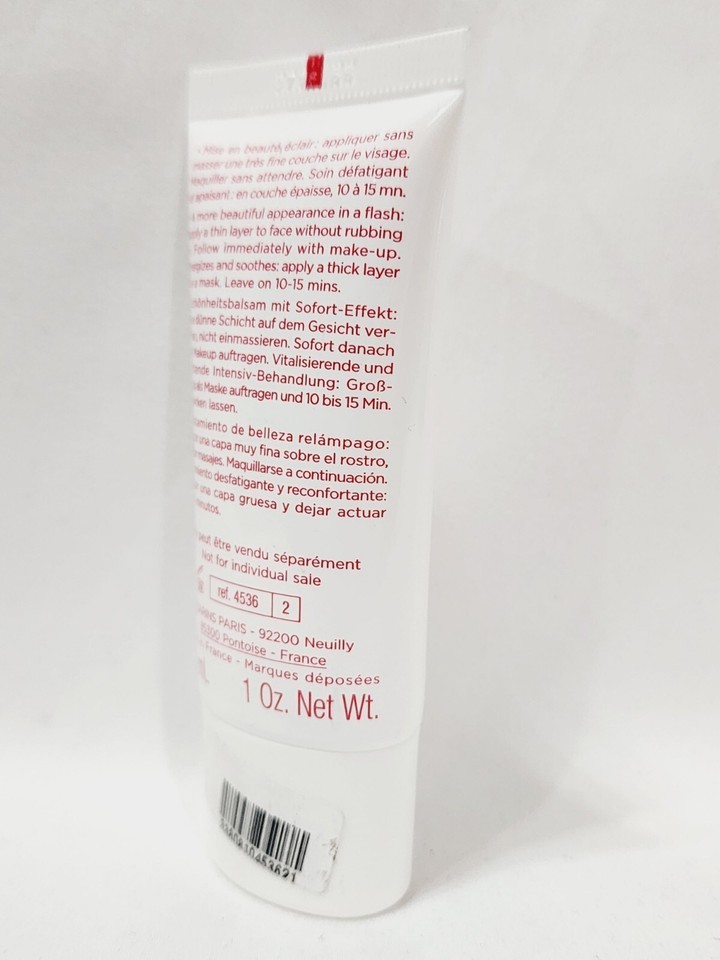 Mise en beauté éclair : appliquer sans
masser une très fine couche sur le visage.
Maquiller sans attendre. Soin défatigant
apaisant : en couche épaisse, 10 à 15 mn.
more beautiful appearance in a flash:
a thin layer to face without rubbing
Follow immediately with make-up.
and soothes: apply a thick layer
mask. Leave on 10-15 mins.
mit Sofort-Effekt:
Schicht auf dem Gesicht ver-
nicht einmassieren. Sofort danach
auftragen. Vitalisierende und
Intensiv-Behandlung: Groß-
Maske auftragen und 10 bis 15 Min.
lassen.
de belleza relámpago:
una capa muy fina sobre el rostro,
Maquillarse a continuación.
desfatigante y reconfortante:
una capa gruesa y dejar actuar
peut être vendu séparément
Not for individual sale
ref. 4536 2
PARIS - 92200 Neuilly
95300 Pontoise - France
France - Marques déposées
1 Oz. Net Wt.